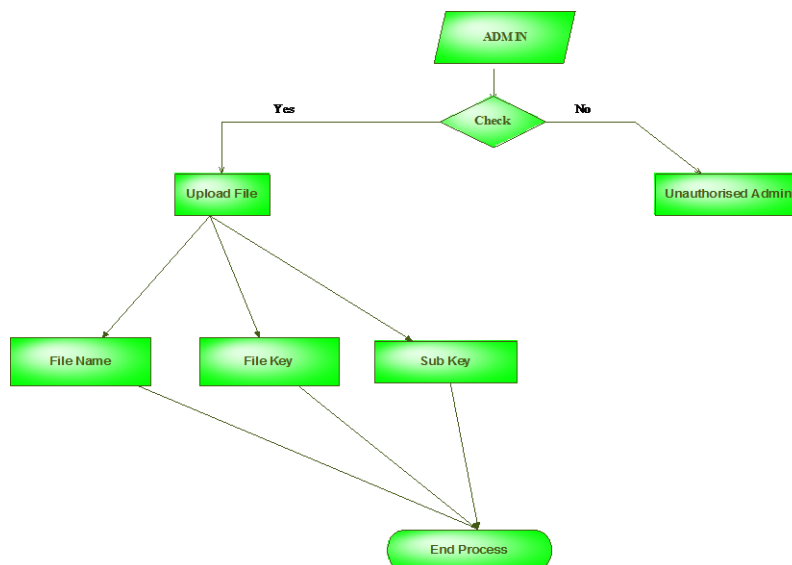 ADMIN
Yes
No
Check
Upload File
Unauthorised Admin
File Name
File Key
Sub Key
End Process